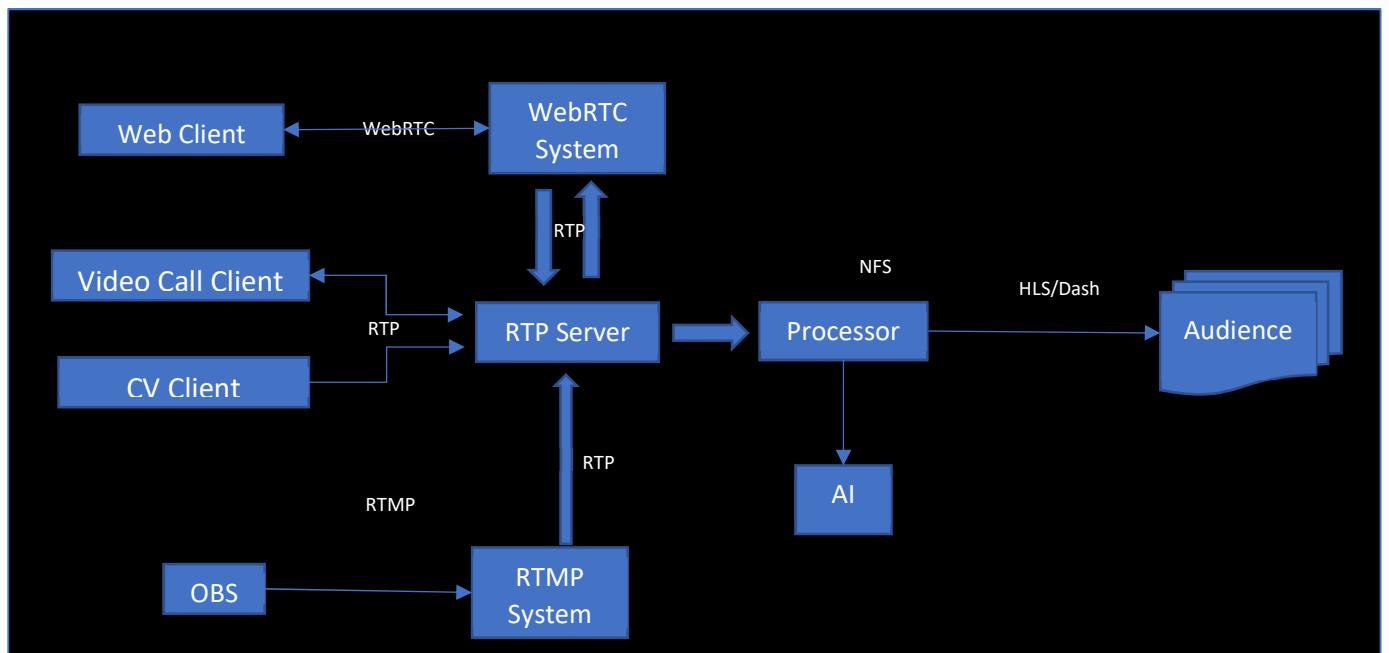 WebRTC
System
Web Client
WebRTC
RTP
Video Call Client
NFS
HLS/Dash
RTP
RTP Server
Processor
Audience
CV Client
RTP
AI
RTMP
OBS
RTMP
System